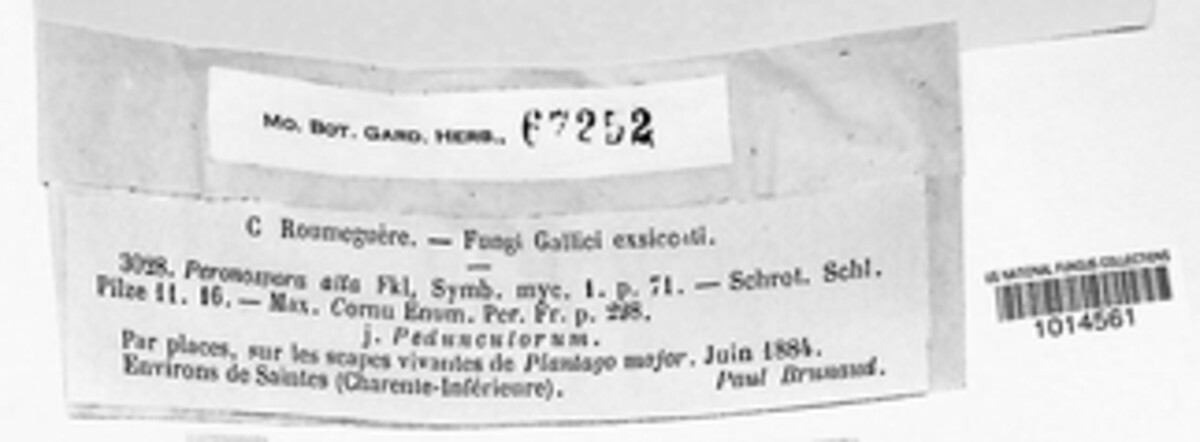 MO. BOT. GARD. HERB., 67252
C Roumeguère. — Fungi Gallici exsiccati.
3028. Peronospora alta Fkl. Symb. myc. 1. p. 71. — Schrot. Schl.
Pilze 11. 16. — Max. Cornu Enum. Per. Fr. p. 298.
j. Pedunculorum.
Par places, sur les scapes vivantes de Plantago major. Juin 1884.
Environs de Saintes (Charente-Inférieure). Paul Brunaud.
US NATIONAL FUNGUS COLLECTIONS
1014561